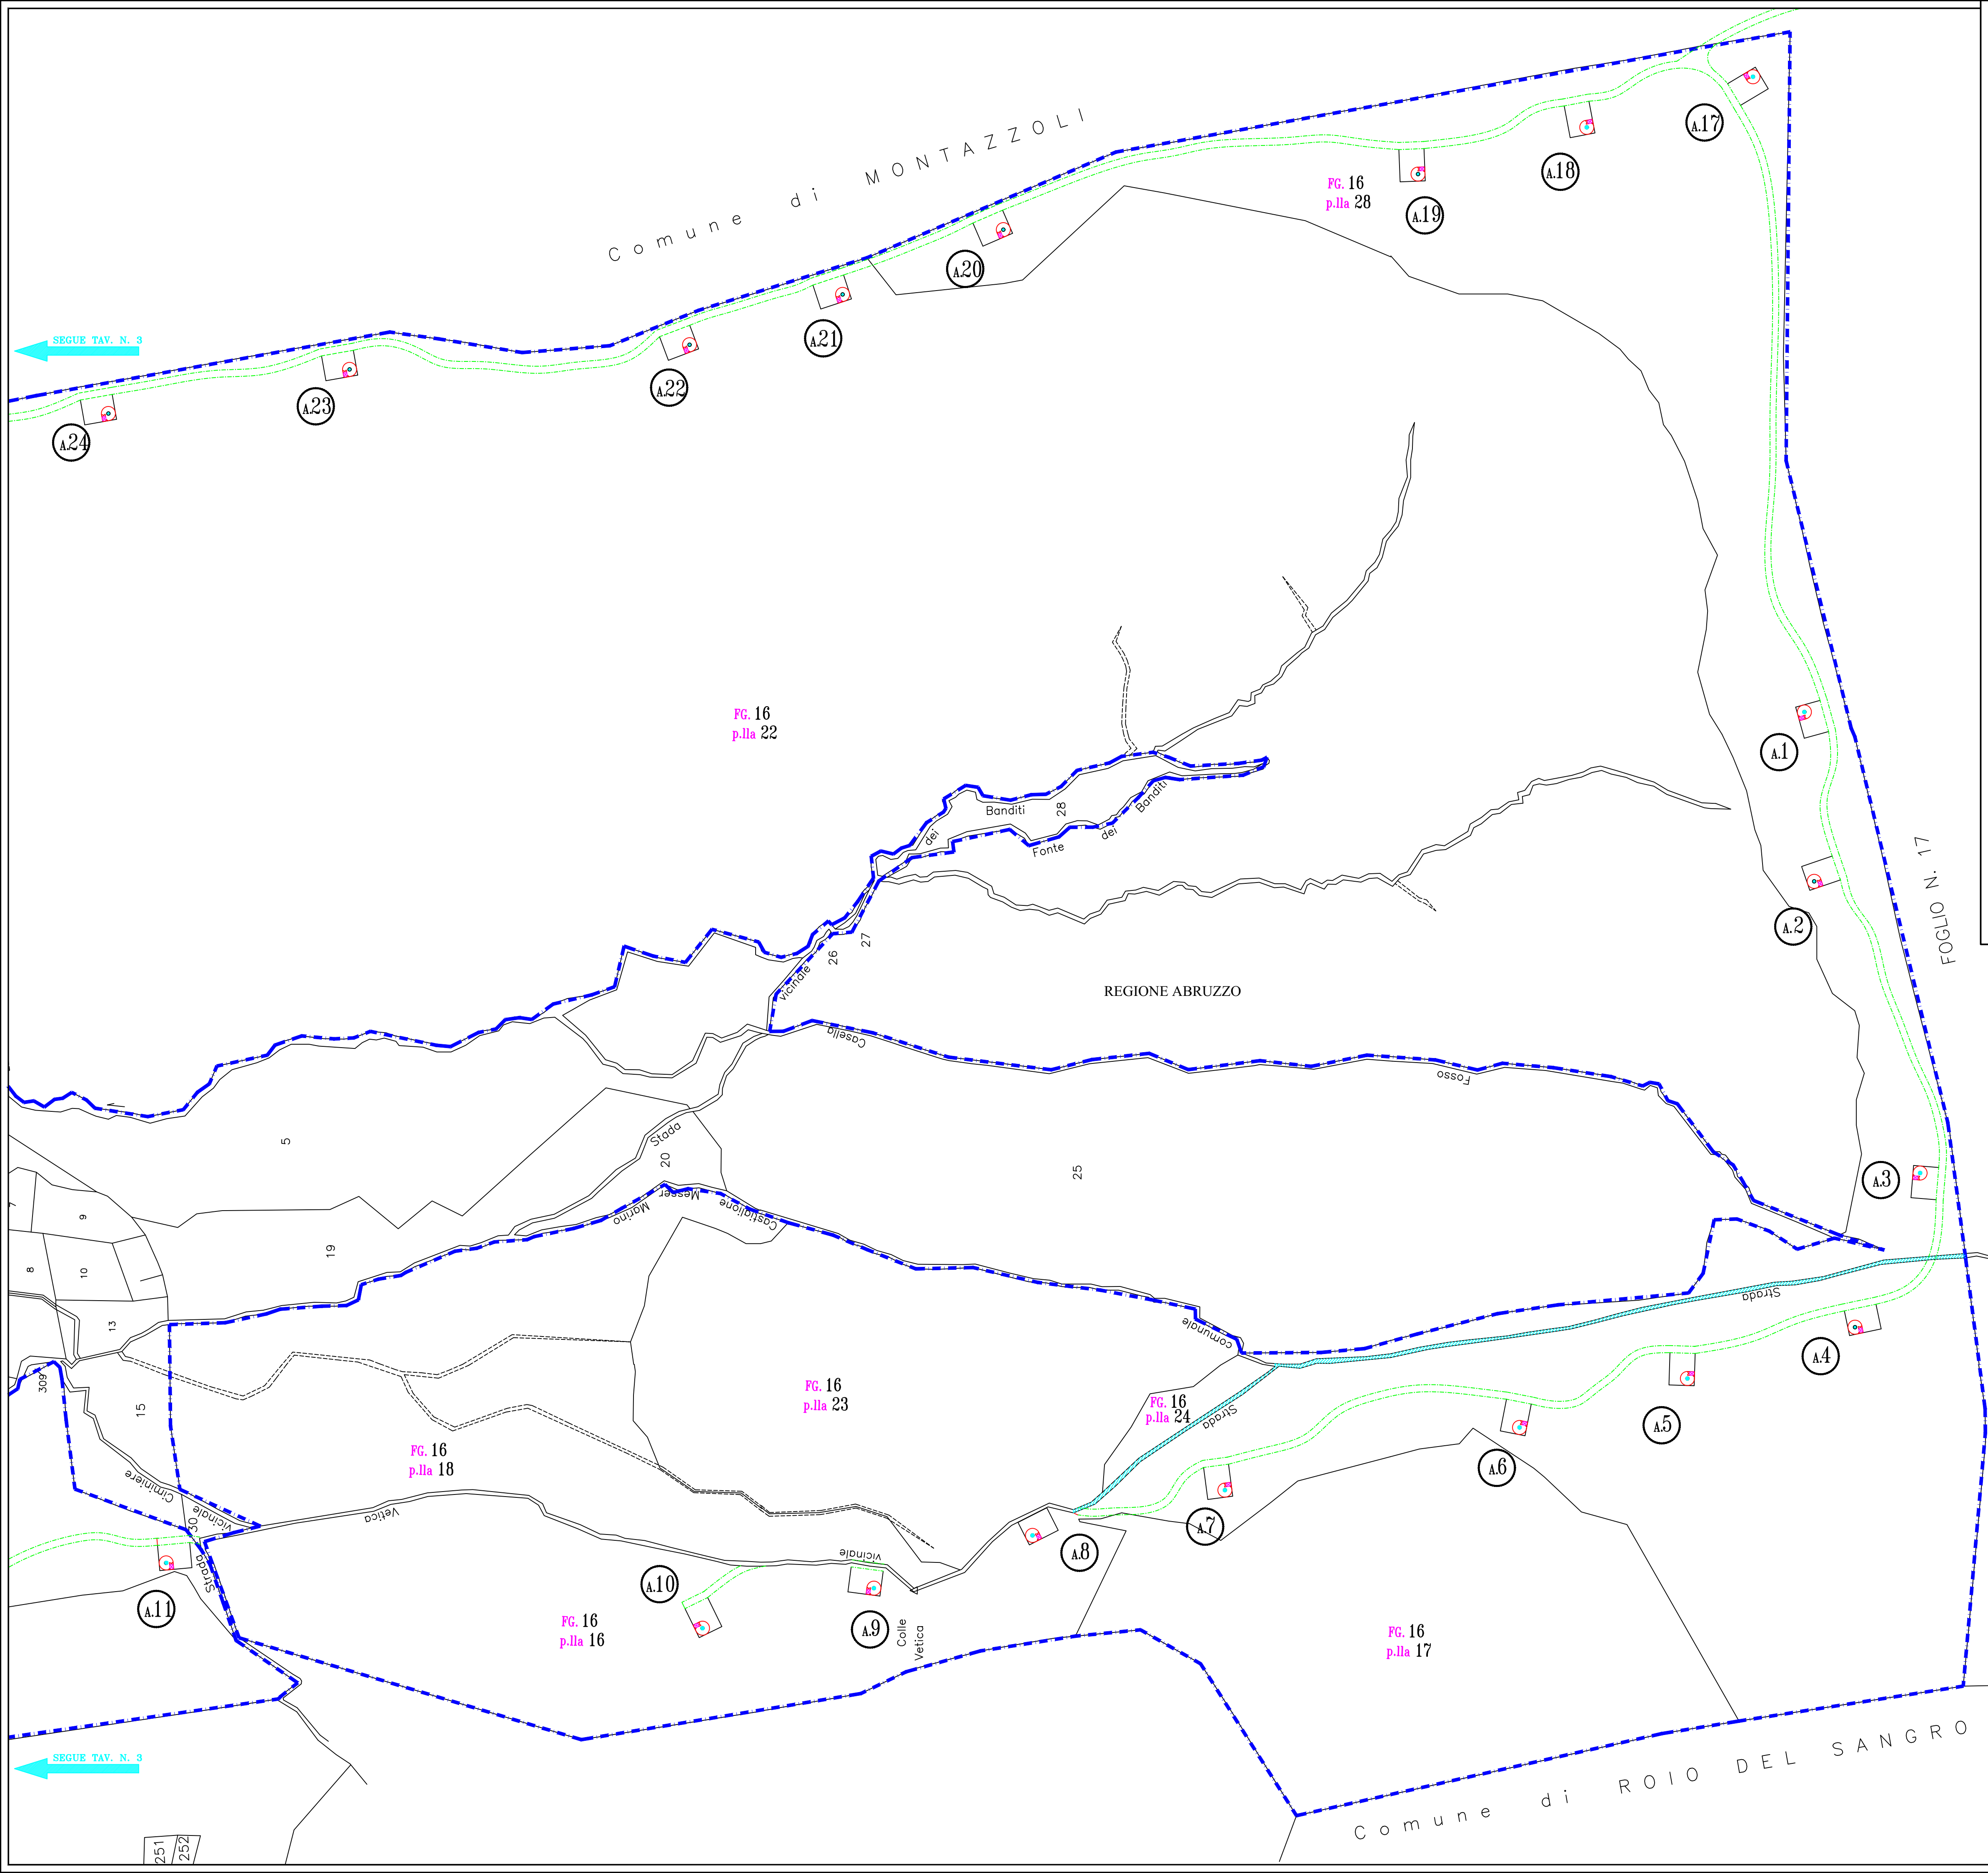 A.17
A.18
Comune di MONTAZZOLI
FG. 16
p.lla 28
A.19
A.20
A.21
SEGUE TAV. N. 3
A.22
A.23
A.24
FG. 16
p.lla 22
A.1
Banditi
28
Banditi
dei
dei
Fonte
FOGLIO N. 17
A.2
27
26
vicinale
REGIONE ABRUZZO
Casella
Fosso
Stada
5
20
25
A.3
Messer
Castiglione
Marino
7
9
19
8
10
Strada
13
comunale
A.4
309
15
FG. 16
p.lla 23
FG. 16
p.lla 24
Strada
A.5
FG. 16
p.lla 18
A.6
Ciminiere
Vicinale
30
Vetica
A.7
vicinale
A.8
Strada
A.10
A.11
A.9
Colle
Vetica
FG. 16
p.lla 16
FG. 16
p.lla 17
SEGUE TAV. N. 3
Comune di ROIO DEL SANGRO
251
252